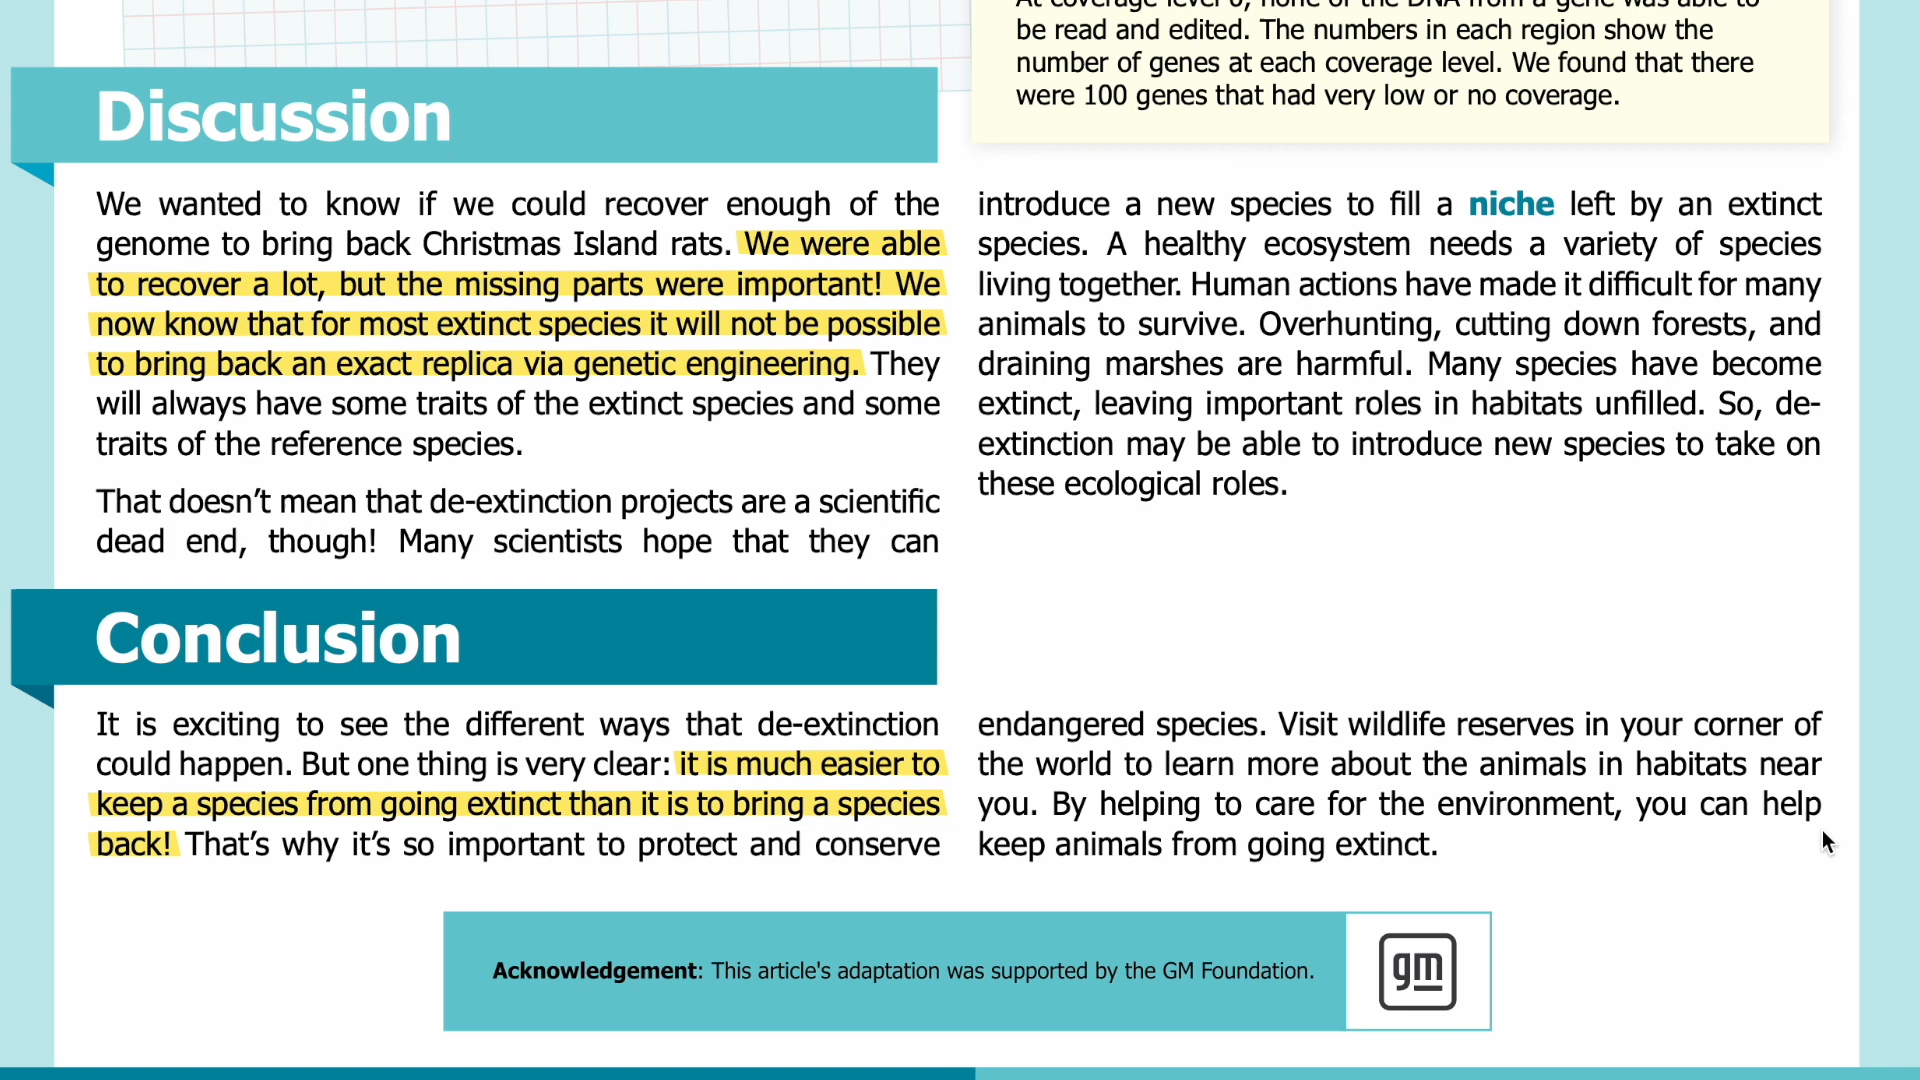 At coverage level 0, none of the DNA from a gene was able to
be read and edited. The numbers in each region show the
number of genes at each coverage level. We found that there
were 100 genes that had very low or no coverage.
Discussion
We wanted to know if we could recover enough of the
genome to bring back Christmas Island rats. We were able
to recover a lot, but the missing parts were important! We
now know that for most extinct species it will not be possible
to bring back an exact replica via genetic engineering. They
will always have some traits of the extinct species and some
traits of the reference species.
That doesn’t mean that de-extinction projects are a scientific
dead end, though! Many scientists hope that they can
introduce a new species to fill a niche left by an extinct
species. A healthy ecosystem needs a variety of species
living together. Human actions have made it difficult for many
animals to survive. Overhunting, cutting down forests, and
draining marshes are harmful. Many species have become
extinct, leaving important roles in habitats unfilled. So, de-
extinction may be able to introduce new species to take on
these ecological roles.
Conclusion
It is exciting to see the different ways that de-extinction
could happen. But one thing is very clear: it is much easier to
keep a species from going extinct than it is to bring a species
back! That’s why it’s so important to protect and conserve
endangered species. Visit wildlife reserves in your corner of
the world to learn more about the animals in habitats near
you. By helping to care for the environment, you can help
keep animals from going extinct.
Acknowledgement: This article's adaptation was supported by the GM Foundation.
gm